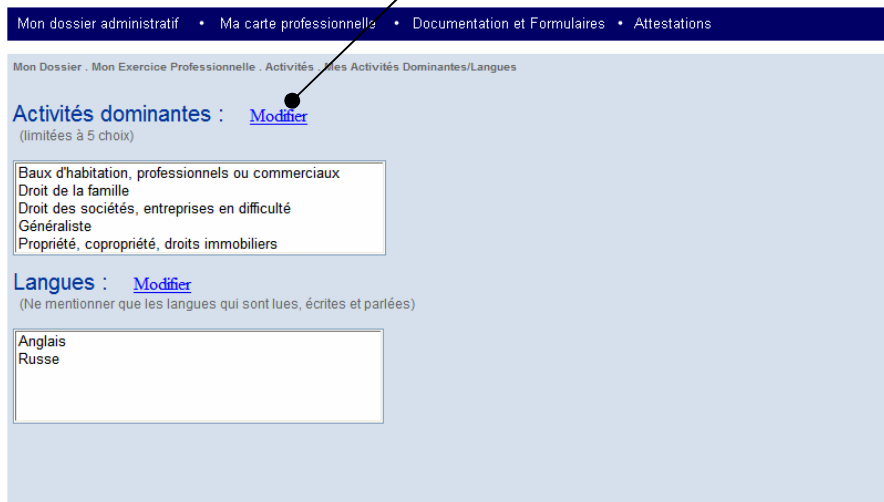 Mon dossier administratif • Ma carte professionnelle • Documentation et Formulaires • Attestations
Mon Dossier . Mon Exercice Professionnelle . Activités . Mes Activités Dominantes/Langues
Activités dominantes : Modifier
(limitées à 5 choix)
Baux d'habitation, professionnels ou commerciaux
Droit de la famille
Droit des sociétés, entreprises en difficulté
Généraliste
Propriété, copropriété, droits immobiliers
Langues : Modifier
(Ne mentionner que les langues qui sont lues, écrites et parlées)
Anglais
Russe